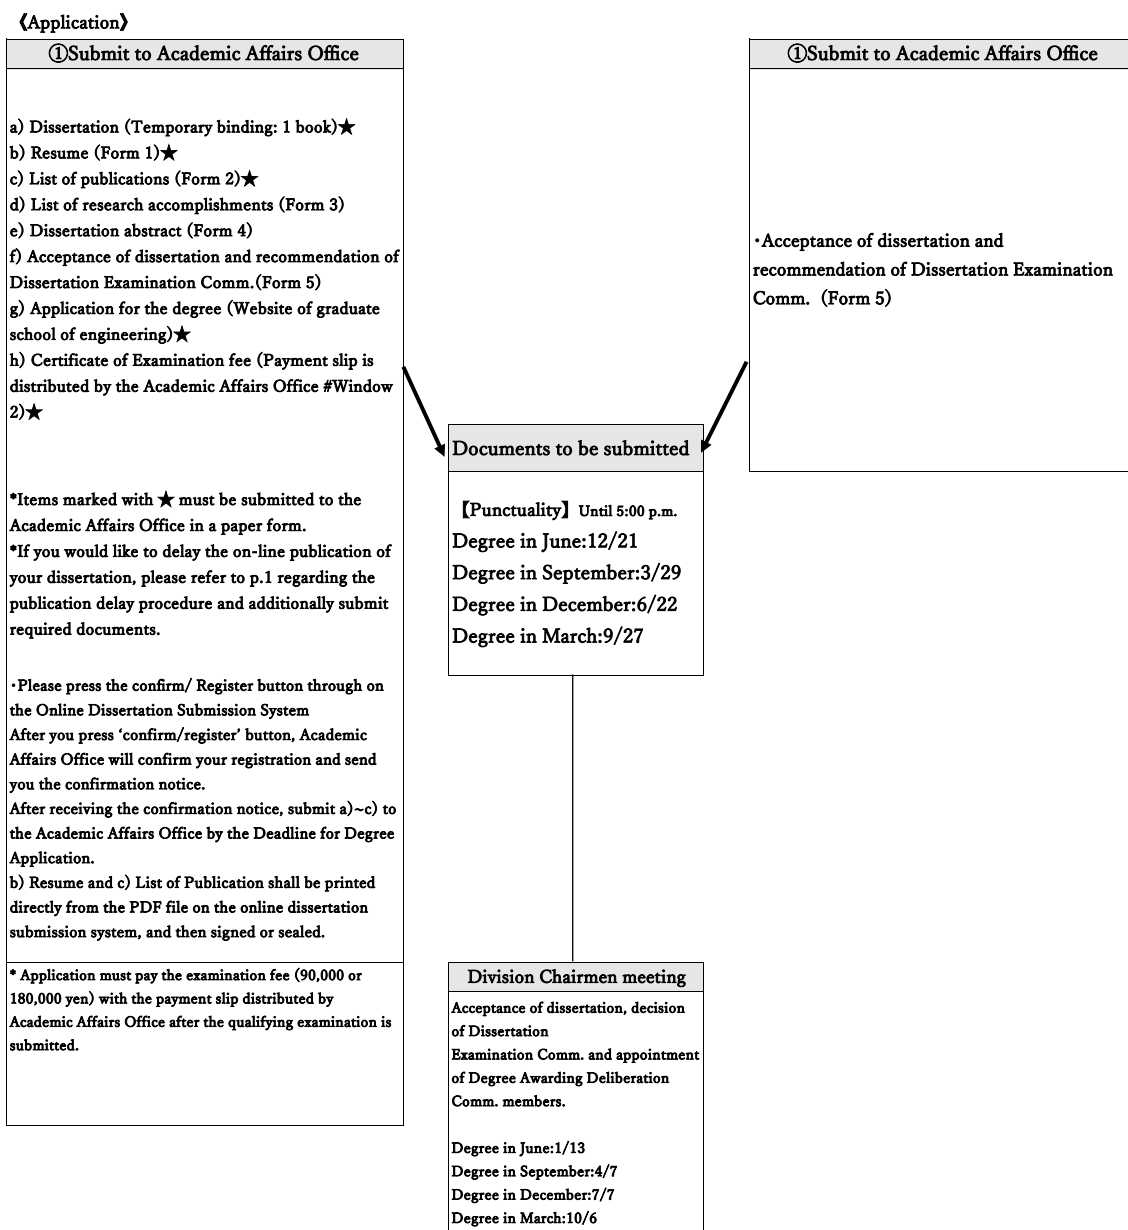 《Application》
①Submit to Academic Affairs Office
a) Dissertation (Temporary binding: 1 book)★
b) Resume (Form 1)★
c) List of publications (Form 2)★
d) List of research accomplishments (Form 3)
e) Dissertation abstract (Form 4)
f) Acceptance of dissertation and recommendation of
Dissertation Examination Comm.(Form 5)
g) Application for the degree (Website of graduate
school of engineering)★
h) Certificate of Examination fee (Payment slip is
distributed by the Academic Affairs Office #Window
2)★
*Items marked with ★ must be submitted to the
Academic Affairs Office in a paper form.
*If you would like to delay the on-line publication of
your dissertation, please refer to p.1 regarding the
publication delay procedure and additionally submit
required documents.
・Please press the confirm/ Register button through on
the Online Dissertation Submission System
After you press ‘confirm/register’ button, Academic
Affairs Office will confirm your registration and send
you the confirmation notice.
After receiving the confirmation notice, submit a)~c) to
the Academic Affairs Office by the Deadline for Degree
Application.
b) Resume and c) List of Publication shall be printed
directly from the PDF file on the online dissertation
submission system, and then signed or sealed.
* Application must pay the examination fee (90,000 or
180,000 yen) with the payment slip distributed by
Academic Affairs Office after the qualifying examination is
submitted.
①Submit to Academic Affairs Office
・Acceptance of dissertation and
recommendation of Dissertation Examination
Comm. (Form 5)
Documents to be submitted
【Punctuality】Until 5:00 p.m.
Degree in June:12/21
Degree in September:3/29
Degree in December:6/22
Degree in March:9/27
Division Chairmen meeting
Acceptance of dissertation, decision
of Dissertation
Examination Comm. and appointment
of Degree Awarding Deliberation
Comm. members.
Degree in June:1/13
Degree in September:4/7
Degree in December:7/7
Degree in March:10/6